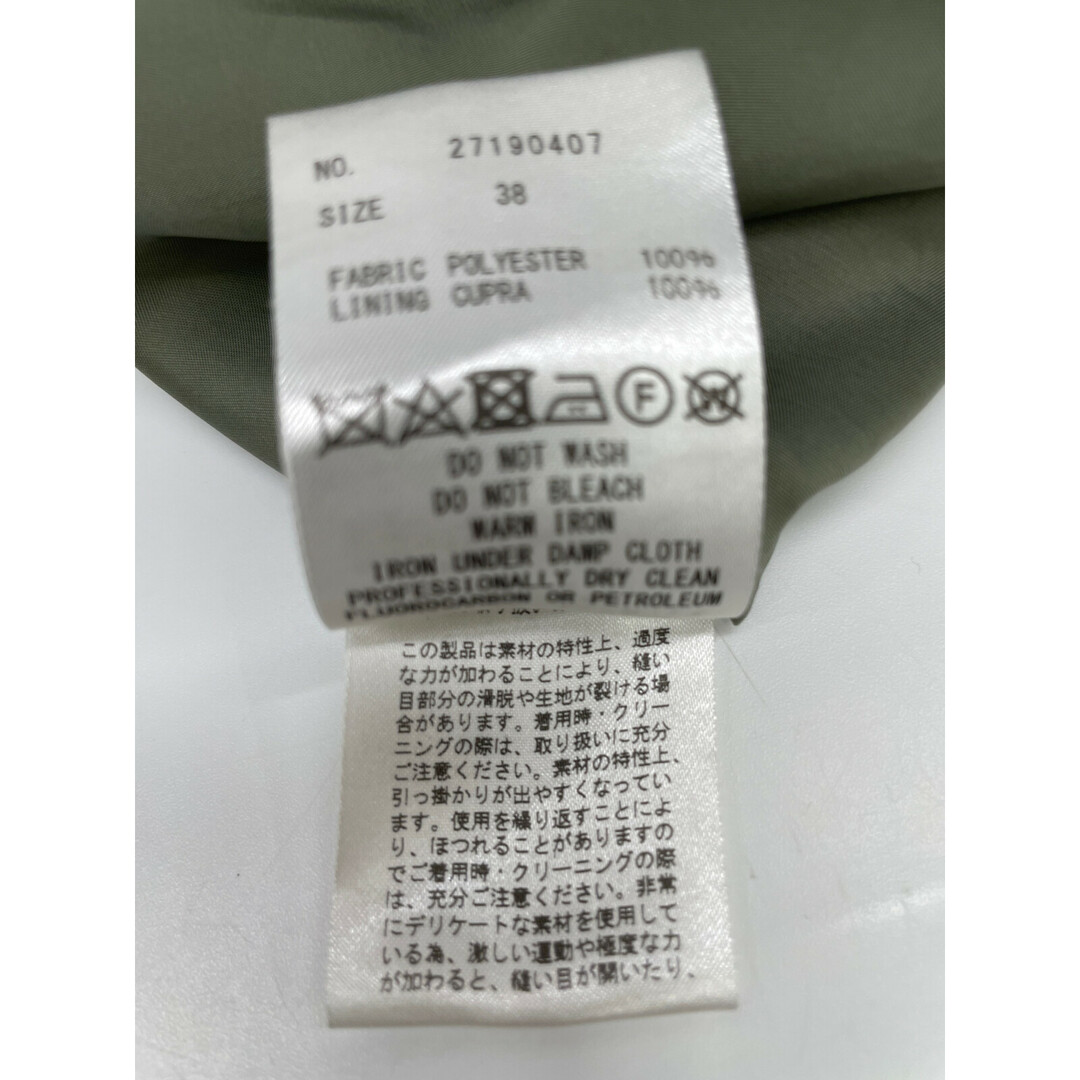 NO. 27190407
SIZE 38
FABRIC POLYESTER 100%
LINING CUPRA 100%
F W
DO NOT WASH
DO NOT BLEACH
WARM IRON
IRON UNDER DAMP CLOTH
PROFESSIONALLY DRY CLEAN
FLUOROCARBON OR PETROLEUM
この製品は素材の特性上、過度
な力が加わることにより、縫い
目部分の滑脱や生地が裂ける場
合があります。着用時・クリー
ニングの際は、取り扱いに充分
ご注意ください。素材の特性上、
引っ掛かりが出やすくなってい
ます。使用を繰り返すことによ
り、ほつれることがありますの
でご着用時・クリーニングの際
は、充分ご注意ください。非常
にデリケートな素材を使用して
いる為、激しい運動や極度な力
が加わると、縫い目が開いたり、